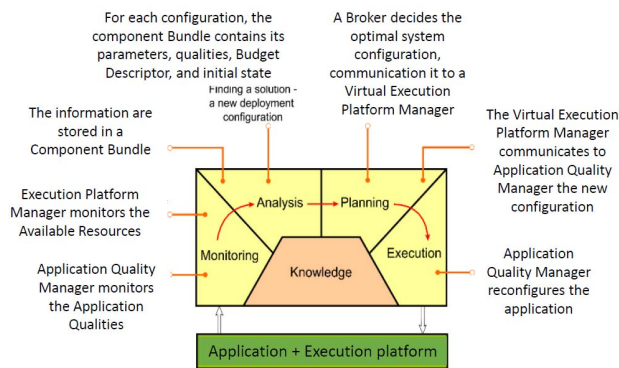 For each configuration, the
component Bundle contains its
parameters, qualities, Budget
Descriptor, and initial state
Finding a solution -
a new deployment
configuration
A Broker decides the
optimal system
configuration,
communication it to a
Virtual Execution
Platform Manager
The information are
stored in a
Component Bundle
The Virtual Execution
Platform Manager
communicates to
Application Quality
Manager the new
configuration
Execution Platform
Manager monitors the
Available Resources
Analysis
Planning
Monitoring
Execution
Knowledge
Application Quality
Manager monitors
the Application
Qualities
Application
Quality Manager
reconfigures the
application
Application + Execution platform